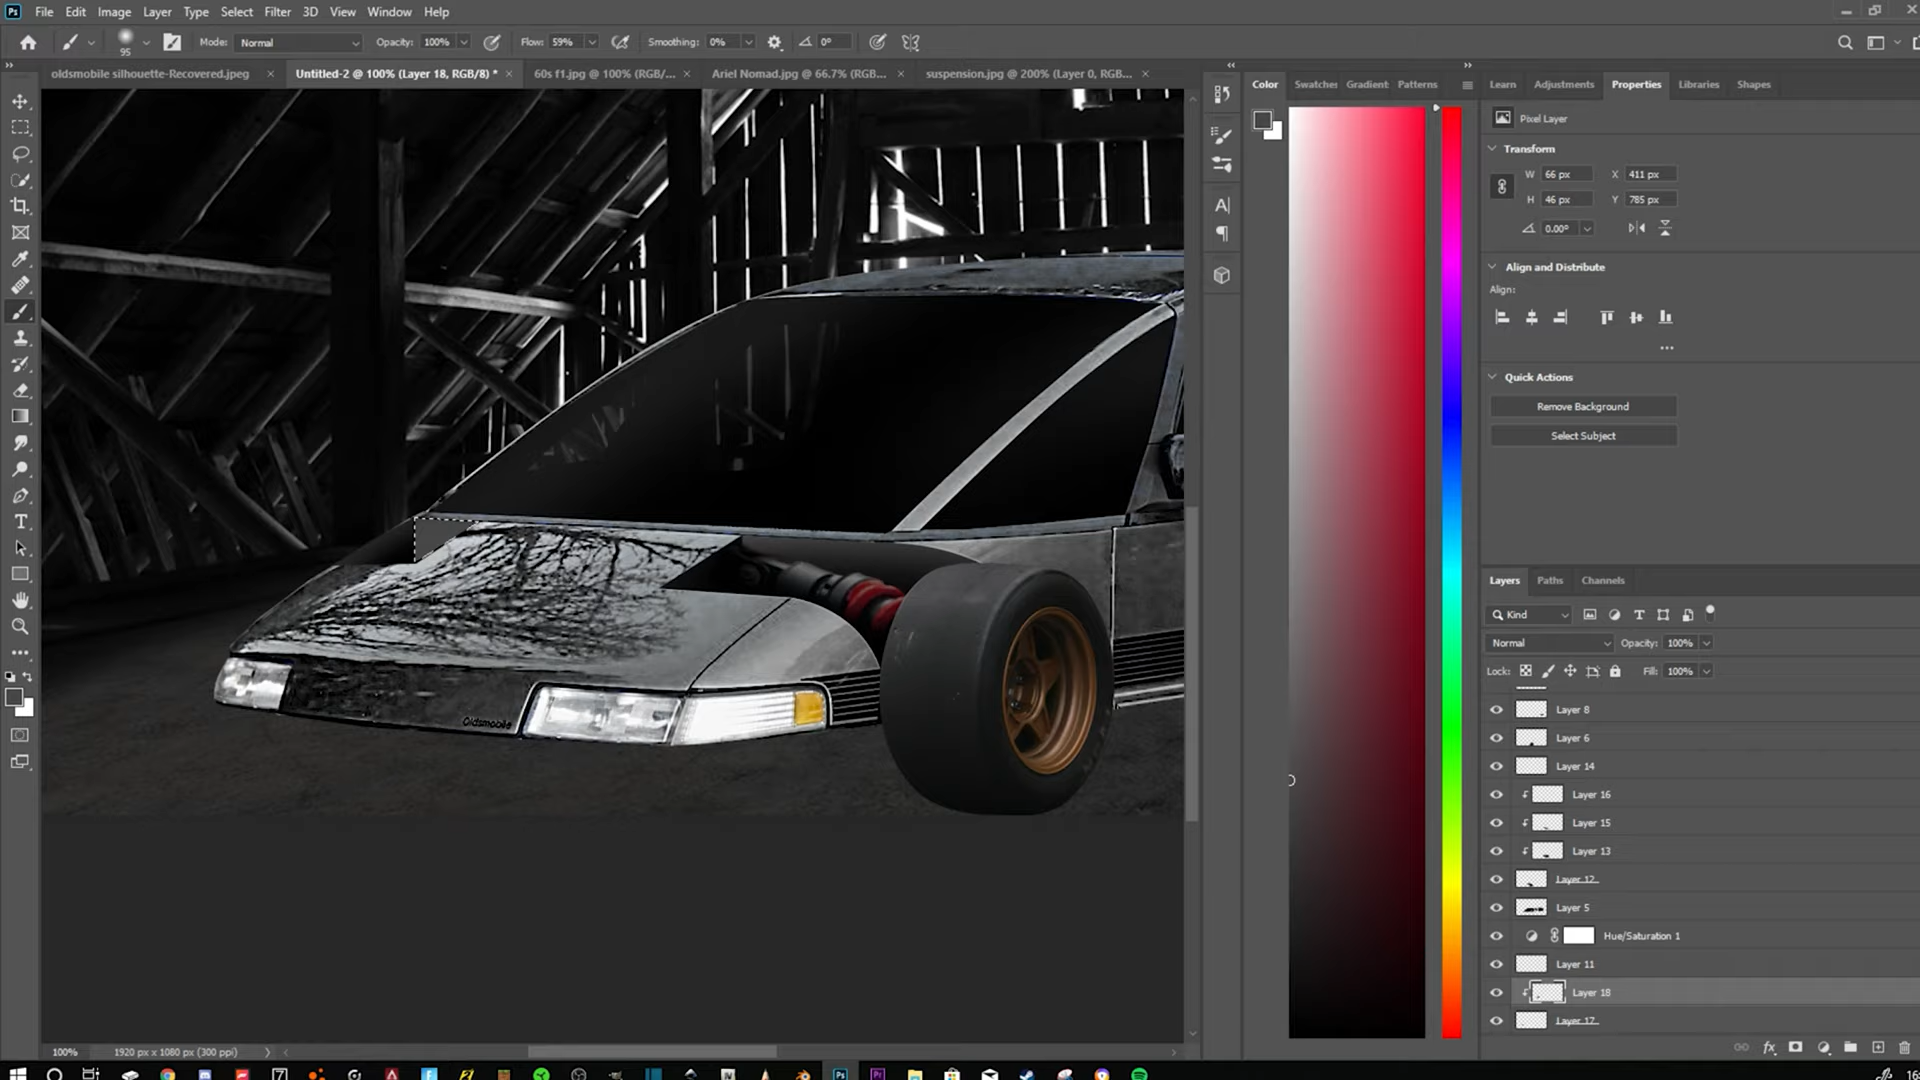 Ps File Edit Image Layer Type Select Filter 3D View Window Help
95 Mode: Normal Opacity: 100% Flow: 59% Smoothing: 0% 0°
oldsmobile silhouette-Recovered.jpeg × Untitled-2 @ 100% (Layer 18, RGB/8) * × 60s f1.jpg @ 100% (RGB/... × Ariel Nomad.jpg @ 66.7% (RGB... × suspension.jpg @ 200% (Layer 0, RGB... ×
Color Swatches Gradient Patterns
Learn Adjustments Properties Libraries Shapes
Pixel Layer
Transform
W 66 px X 411 px
H 46 px Y 785 px
0.00°
Align and Distribute
Align:
Quick Actions
Remove Background
Select Subject
Oldsmobile
Layers Paths Channels
Kind
Normal Opacity: 100%
Lock: Fill: 100%
Layer 8
Layer 6
Layer 14
Layer 16
Layer 15
Layer 13
Layer 12
Layer 5
Hue/Saturation 1
Layer 11
Layer 18
Layer 17
100% 1920 px x 1080 px (300 ppi)
fx
Ps
16: